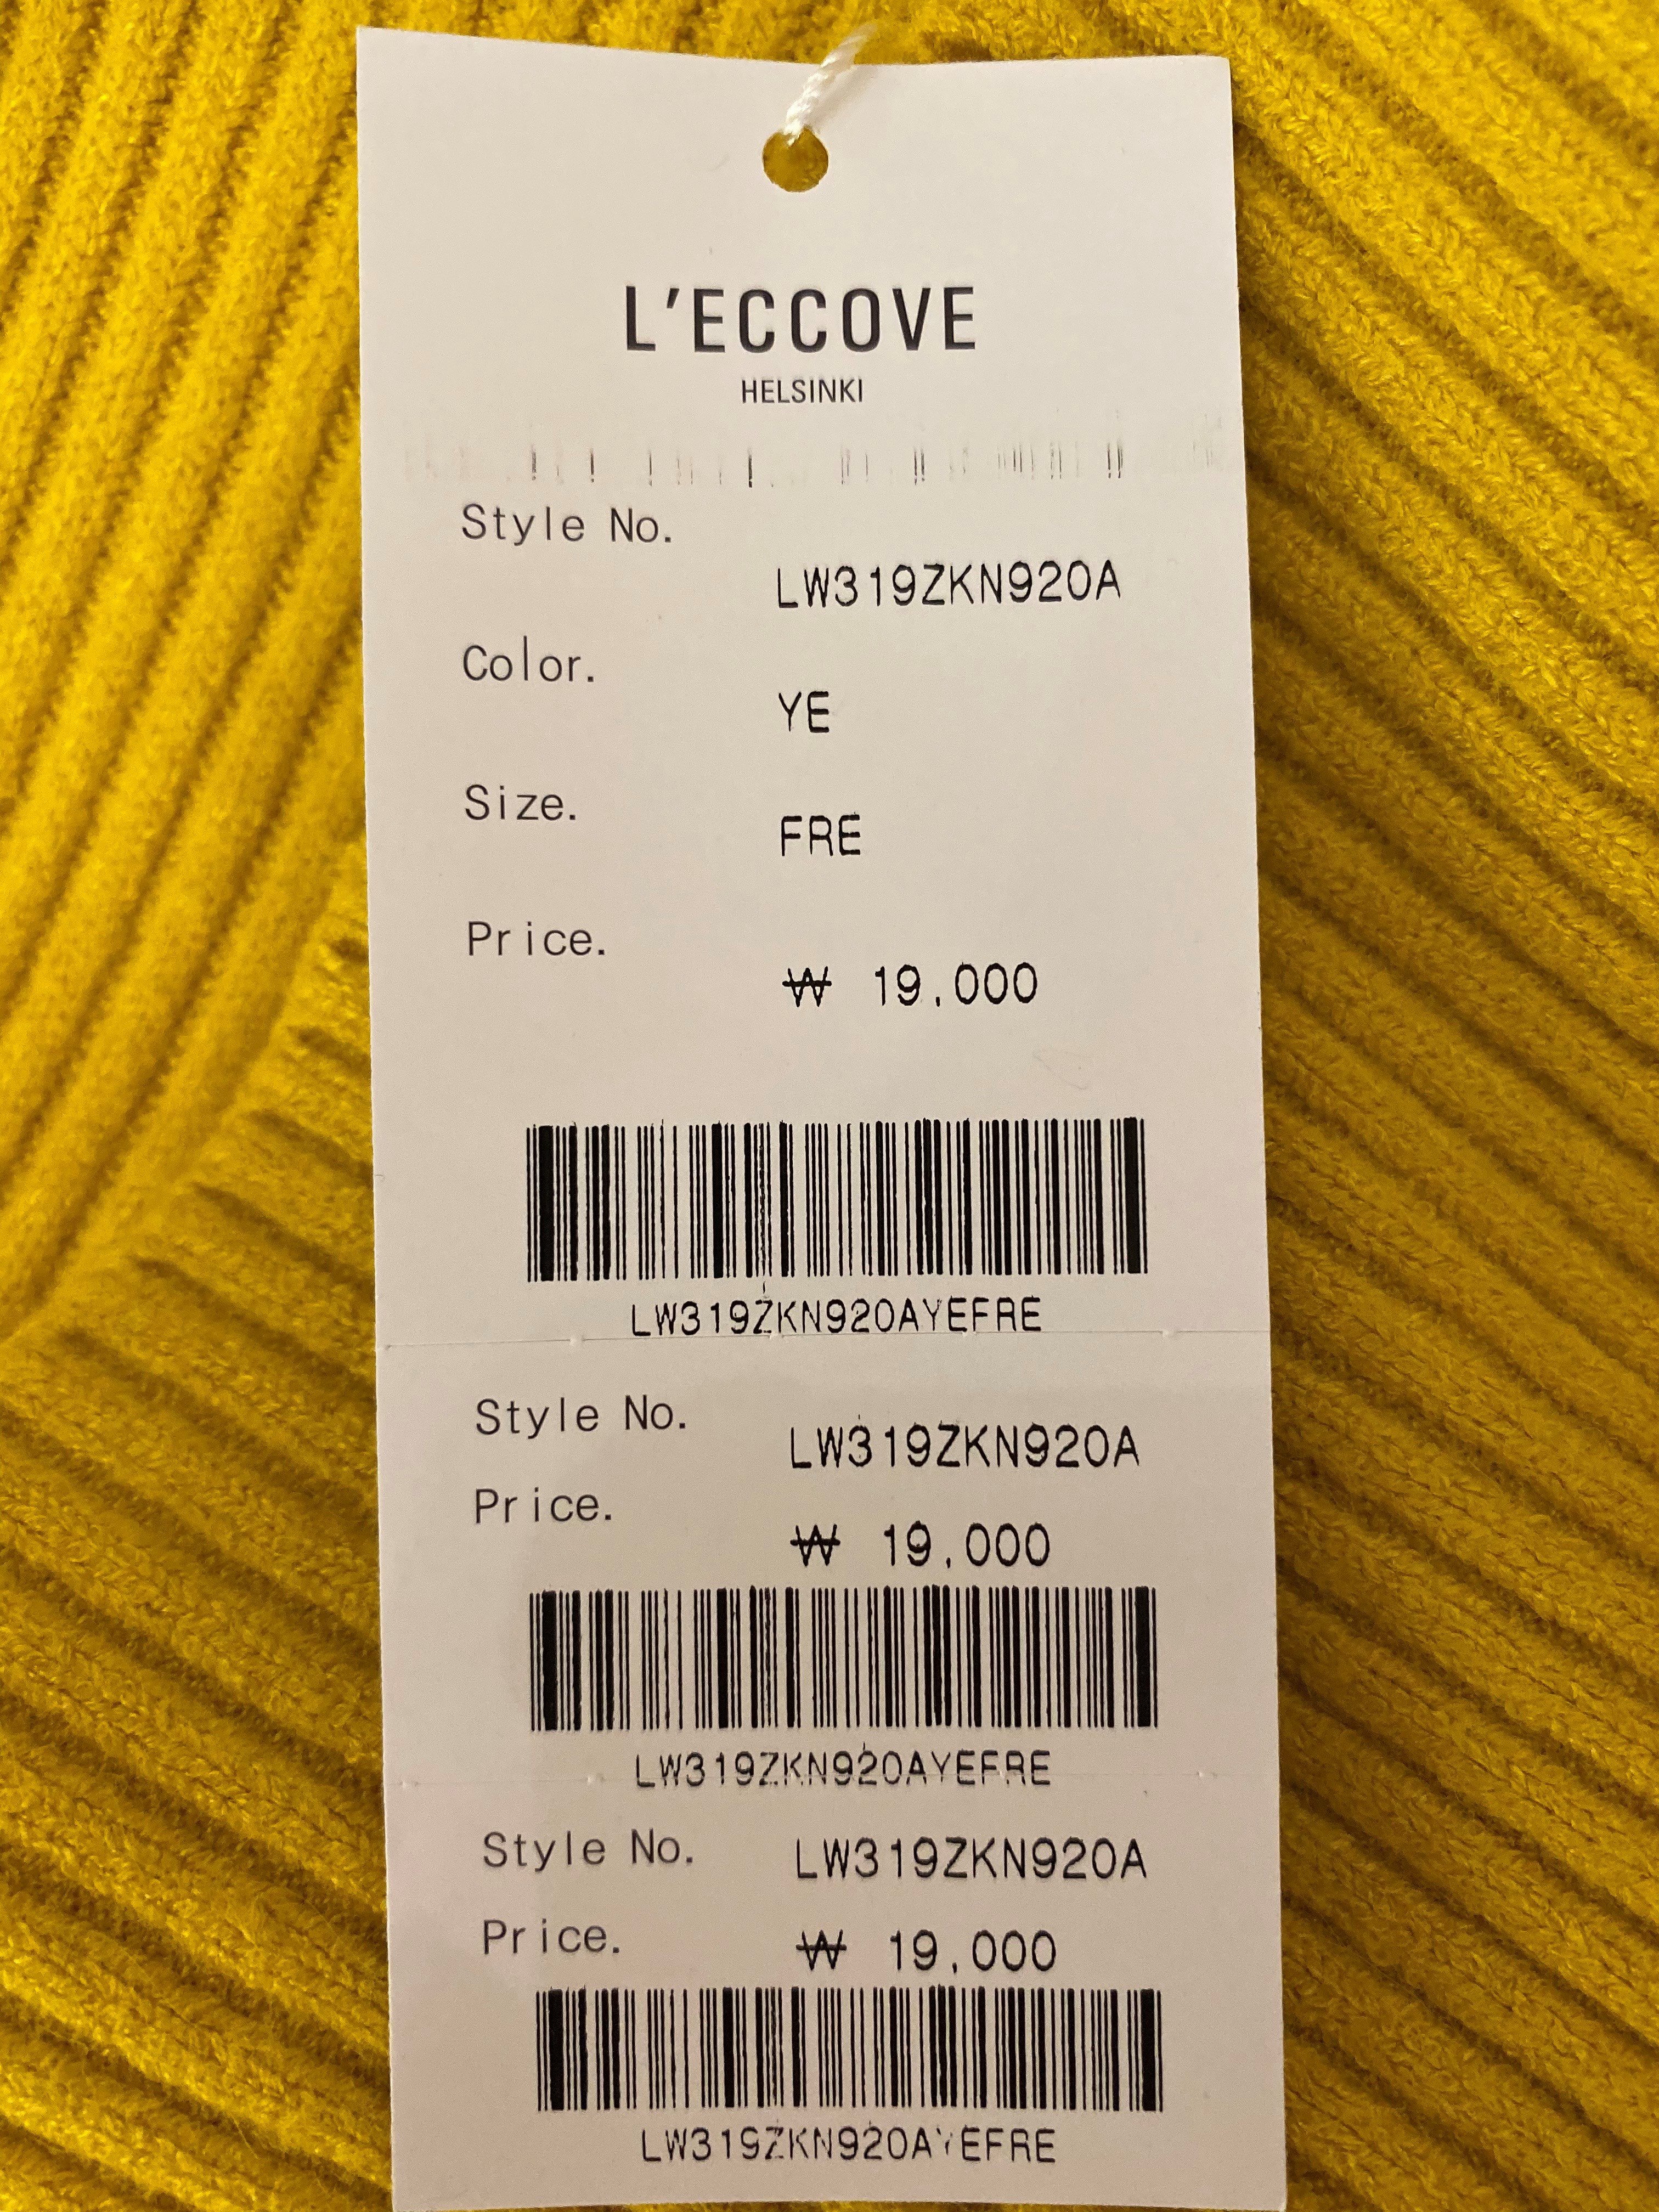 L'ECCOVE
HELSINKI
Style No.
LW319ZKN920A
Color.
YE
Size.
FRE
Price.
₩ 19,000
LW319ZKN920AYEFRE
Style No. LW319ZKN920A
Price. ₩ 19,000
LW319ZKN920AYEFRE
Style No. LW319ZKN920A
Price. ₩ 19,000
LW319ZKN920AYEFRE